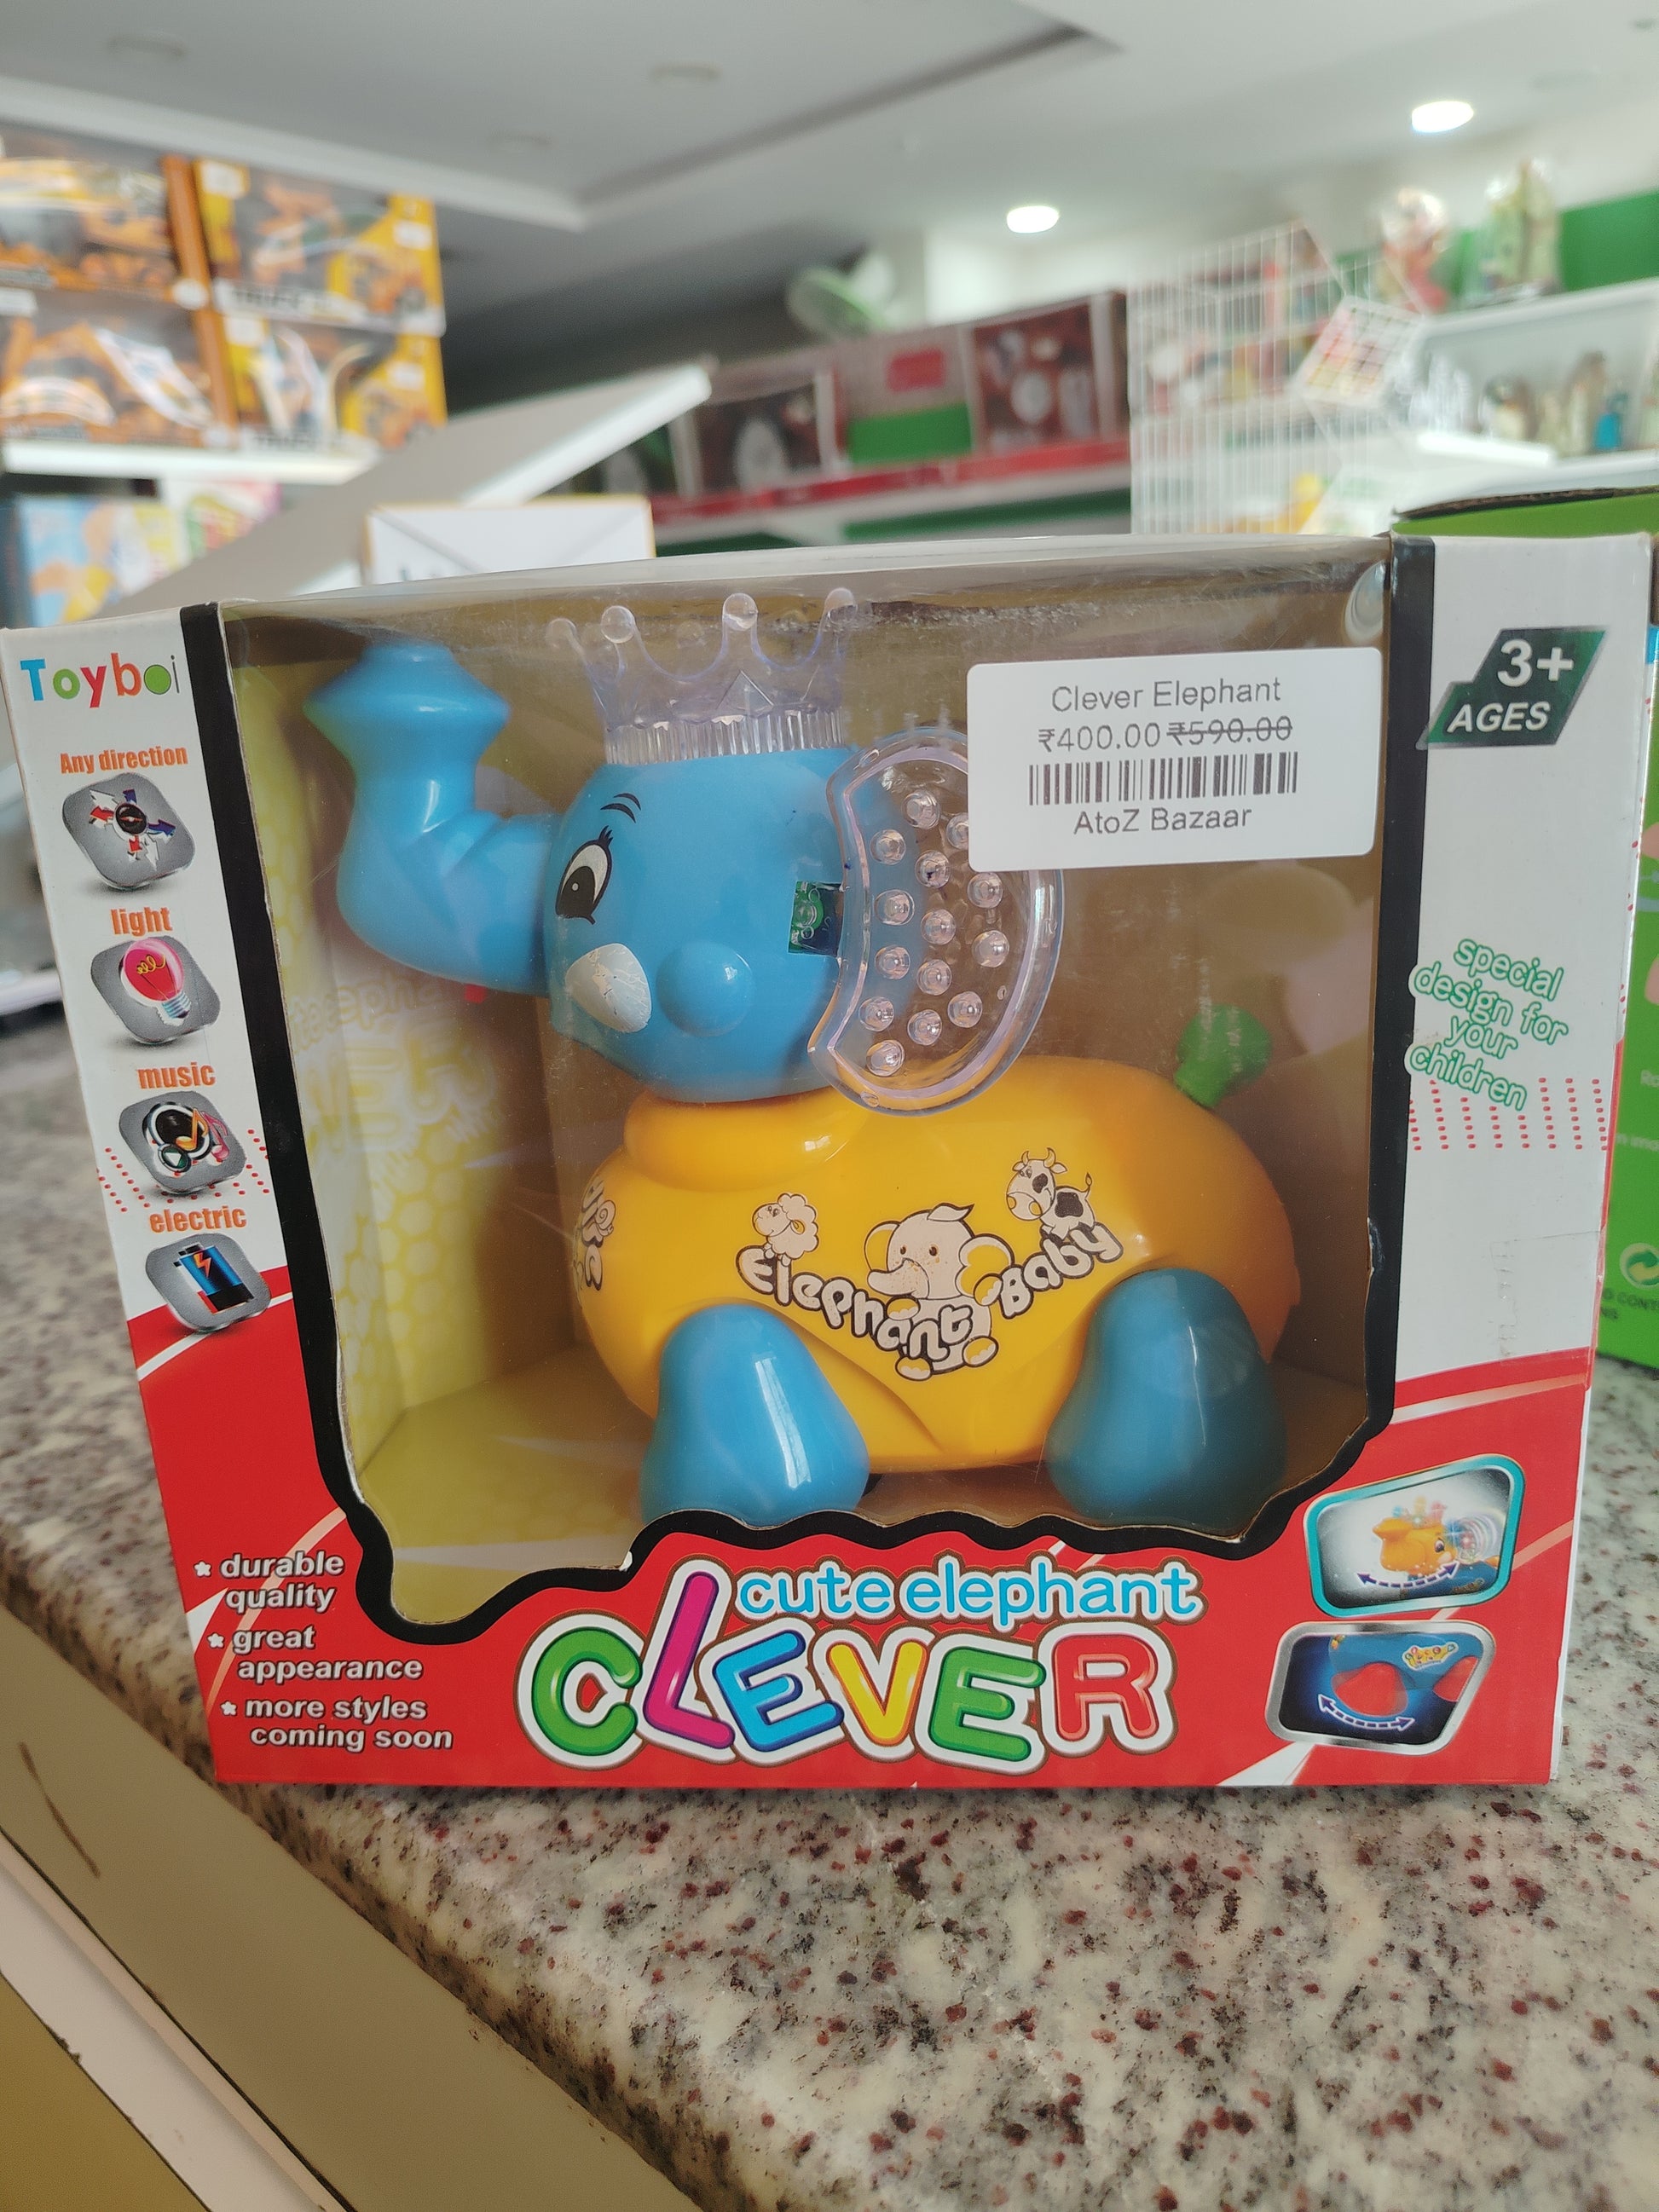 Toyboi
Any direction
light
music
electric
Clever Elephant
₹400.00 ₹590.00
AtoZ Bazaar
3+
AGES
special
design for
your
children
Elephant Baby
durable
quality
great
appearance
more styles
coming soon
cute elephant
CLEVER